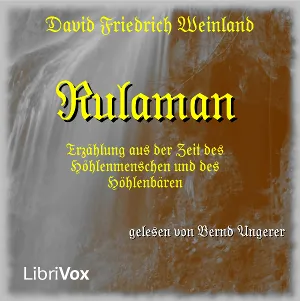 David Friedrich Weinland
Rulaman
Erzählung aus der Zeit des
Höhlenmenschen und des
Höhlenbären
gelesen von Bernd Ungerer
LibriVox